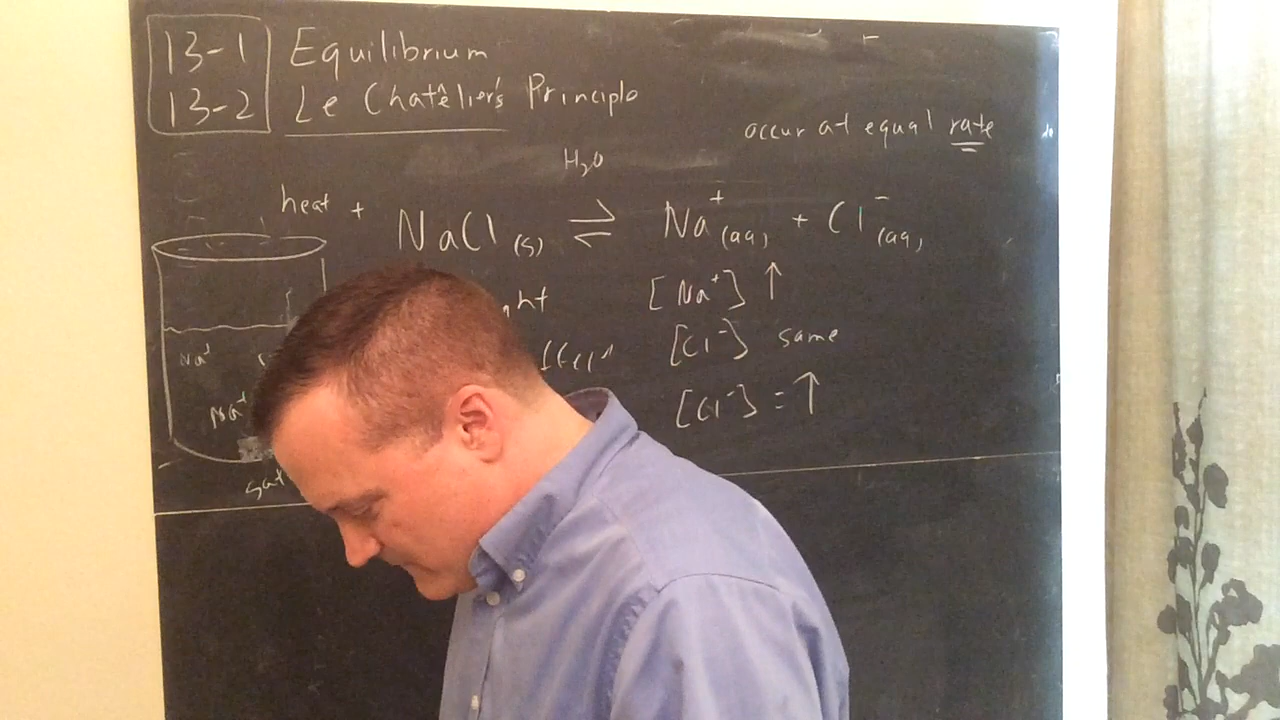 13-1 Equilibrium
13-2 Le Chatêlier's Principle
occur at equal rate
H₂O
heat + NaCl (s) ⇌ Na⁺ (aq) + Cl⁻ (aq)
[Na⁺] ↑
[Cl⁻] same
[Cl⁻] = ↑
Na⁺
Na⁺